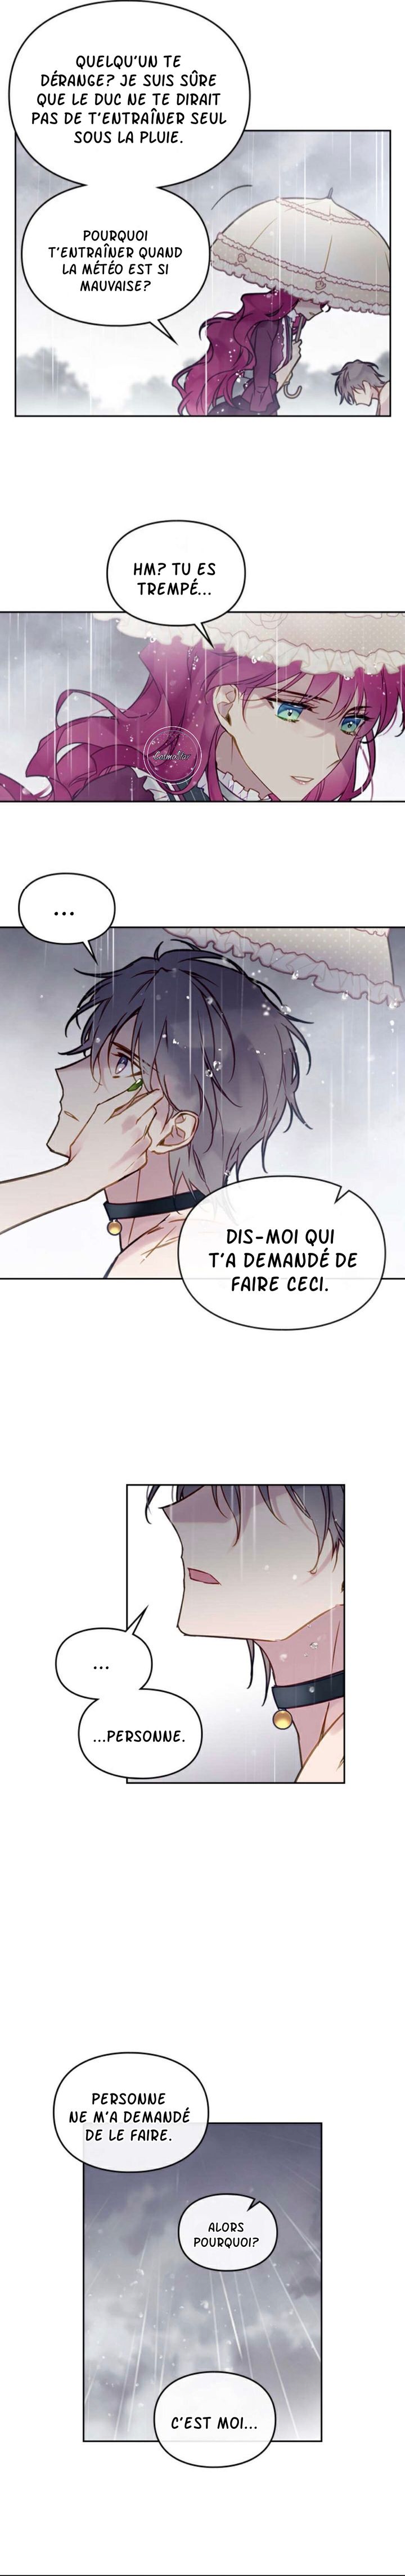 QUELQU'UN TE
DÉRANGE? JE SUIS SÛRE
QUE LE DUC NE TE DIRAIT
PAS DE T'ENTRAÎNER SEUL
SOUS LA PLUIE.
POURQUOI
T'ENTRAÎNER QUAND
LA MÉTÉO EST SI
MAUVAISE?
HM? TU ES
TREMPÉ...
...
DIS-MOI QUI
T'A DEMANDÉ DE
FAIRE CECI.
...
...PERSONNE.
PERSONNE
NE M'A DEMANDÉ
DE LE FAIRE.
ALORS
POURQUOI?
C'EST MOI...